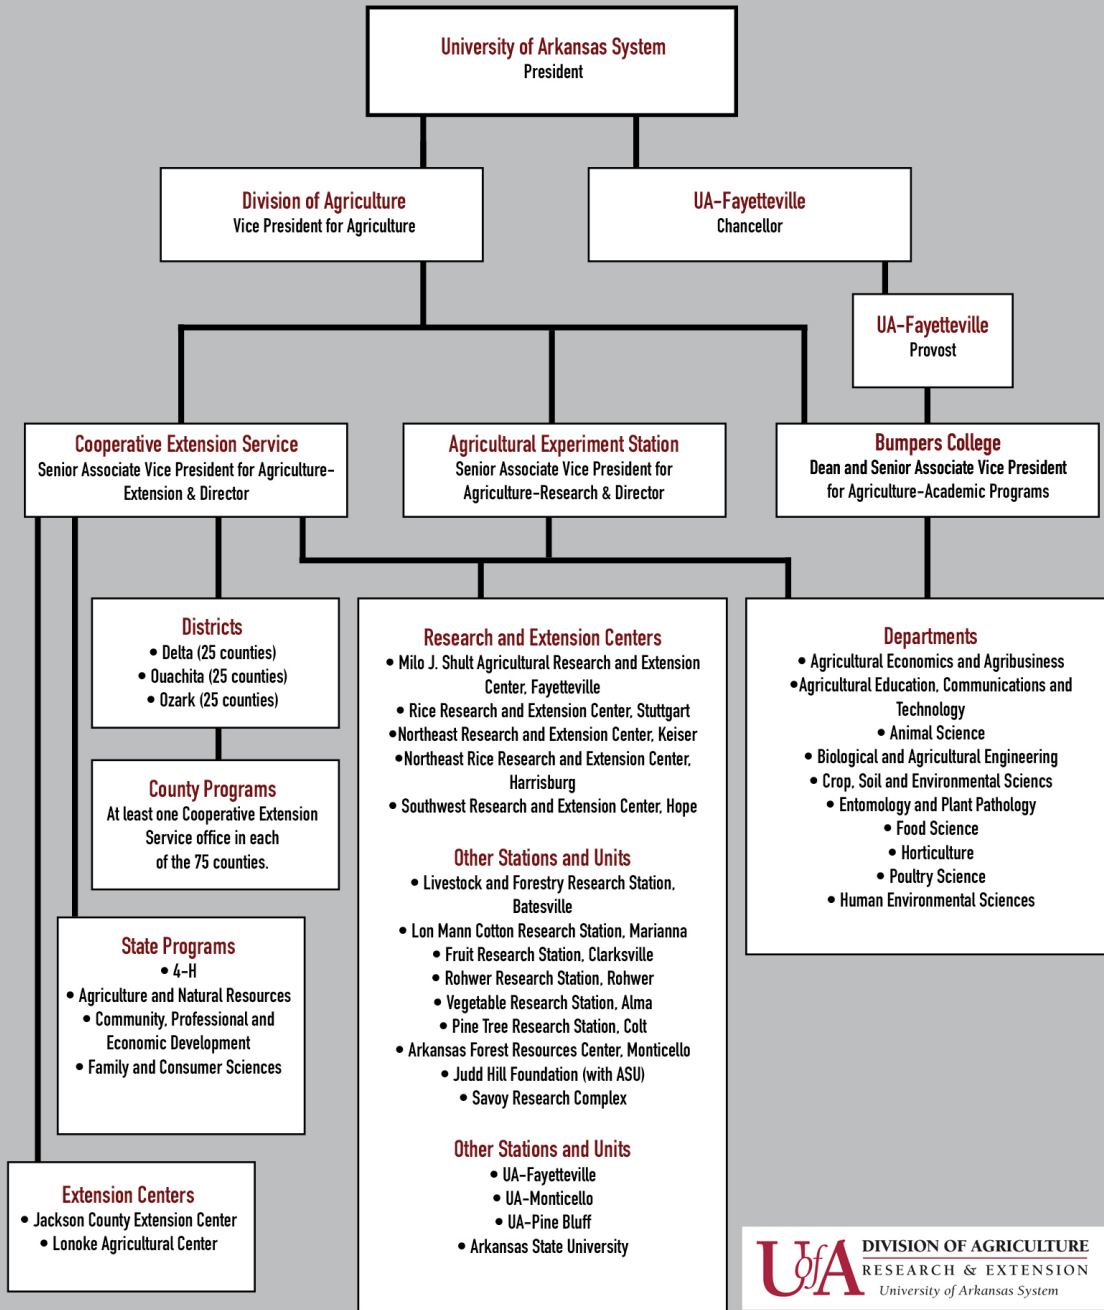 University of Arkansas System
President
Division of Agriculture
Vice President for Agriculture
UA-Fayetteville
Chancellor
UA-Fayetteville
Provost
Cooperative Extension Service
Senior Associate Vice President for Agriculture-
Extension & Director
Agricultural Experiment Station
Senior Associate Vice President for
Agriculture-Research & Director
Bumpers College
Dean and Senior Associate Vice President
for Agriculture-Academic Programs
Districts
• Delta (25 counties)
• Ouachita (25 counties)
• Ozark (25 counties)
County Programs
At least one Cooperative Extension
Service office in each
of the 75 counties.
State Programs
• 4-H
• Agriculture and Natural Resources
• Community, Professional and
Economic Development
• Family and Consumer Sciences
Extension Centers
• Jackson County Extension Center
• Lonoke Agricultural Center
Research and Extension Centers
• Milo J. Shult Agricultural Research and Extension
Center, Fayetteville
• Rice Research and Extension Center, Stuttgart
•Northeast Research and Extension Center, Keiser
•Northeast Rice Research and Extension Center,
Harrisburg
• Southwest Research and Extension Center, Hope
Other Stations and Units
• Livestock and Forestry Research Station,
Batesville
• Lon Mann Cotton Research Station, Marianna
• Fruit Research Station, Clarksville
• Rohwer Research Station, Rohwer
• Vegetable Research Station, Alma
• Pine Tree Research Station, Colt
• Arkansas Forest Resources Center, Monticello
• Judd Hill Foundation (with ASU)
• Savoy Research Complex
Other Stations and Units
• UA-Fayetteville
• UA-Monticello
• UA-Pine Bluff
• Arkansas State University
Departments
• Agricultural Economics and Agribusiness
•Agricultural Education, Communications and
Technology
• Animal Science
• Biological and Agricultural Engineering
• Crop, Soil and Environmental Sciencs
• Entomology and Plant Pathology
• Food Science
• Horticulture
• Poultry Science
• Human Environmental Sciences
UofA
DIVISION OF AGRICULTURE
RESEARCH & EXTENSION
University of Arkansas System